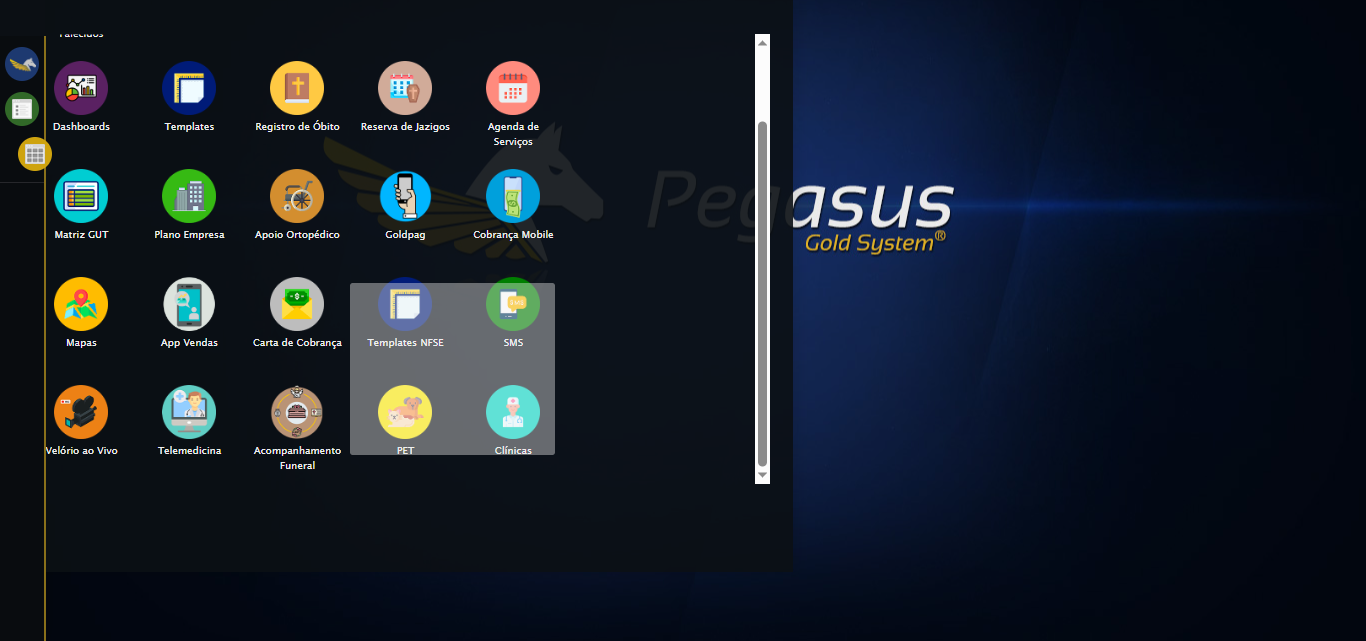 Falecidos
Dashboards
Templates
Registro de Óbito
Reserva de Jazigos
Agenda de
Serviços
Matriz GUT
Plano Empresa
Apoio Ortopédico
Goldpag
Cobrança Mobile
Pegasus
Gold System®
Mapas
App Vendas
Carta de Cobrança
Templates NFSE
SMS
SMS
Velório ao Vivo
Telemedicina
Acompanhamento
Funeral
PET
Clínicas